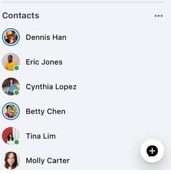 Contacts
Dennis Han
Eric Jones
Cynthia Lopez
Betty Chen
Tina Lim
Molly Carter